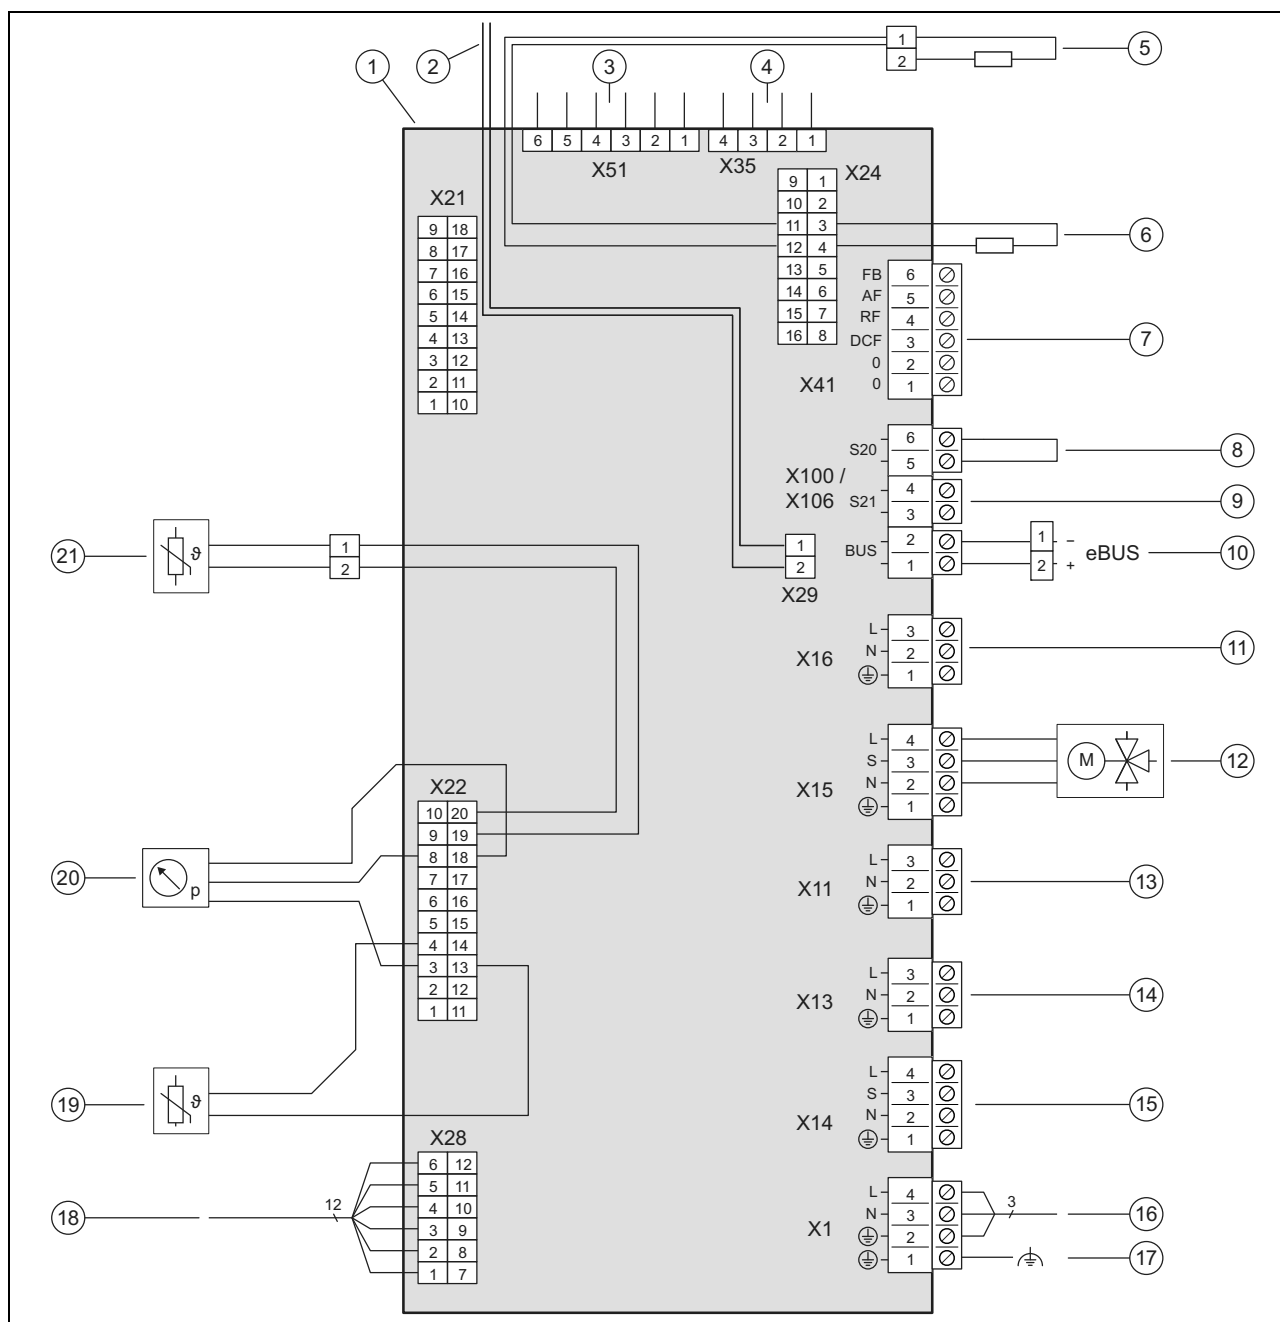 1
2
3
4
1
2
5
6 5 4 3 2 1
4 3 2 1
X51
X35
X24
9 1
10 2
11 3
12 4
13 5
14 6
15 7
16 8
6
X21
9 18
8 17
7 16
6 15
5 14
4 13
3 12
2 11
1 10
FB 6
AF 5
RF 4
DCF 3
0 2
0 1
X41
7
X100 /
X106
S20
6
5
8
S21
4
3
9
BUS
2
1
1 –
2 +
eBUS
10
1
2
X29
21
ϑ
1
2
X16
L 3
N 2
1
11
X15
L 4
S 3
N 2
1
M
12
X22
10 20
9 19
8 18
7 17
6 16
5 15
4 14
3 13
2 12
1 11
20
p
X11
L 3
N 2
1
13
X13
L 3
N 2
1
14
19
ϑ
X14
L 4
S 3
N 2
1
15
X28
6 12
5 11
4 10
3 9
2 8
1 7
18
12
X1
L 4
N 3
2
1
3
16
17